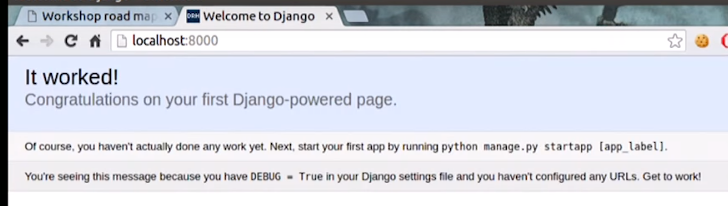 Workshop road map
Welcome to Django
localhost:8000
It worked!
Congratulations on your first Django-powered page.
Of course, you haven't actually done any work yet. Next, start your first app by running python manage.py startapp [app_label].
You're seeing this message because you have DEBUG = True in your Django settings file and you haven't configured any URLs. Get to work!